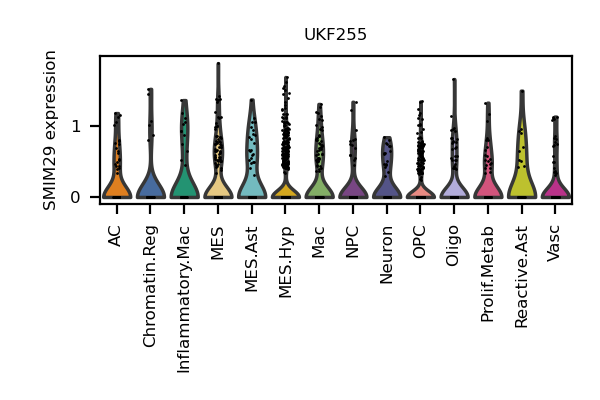 UKF255
SMIM29 expression
1
0
AC
Chromatin.Reg
Inflammatory.Mac
MES
MES.Ast
MES.Hyp
Mac
NPC
Neuron
OPC
Oligo
Prolif.Metab
Reactive.Ast
Vasc